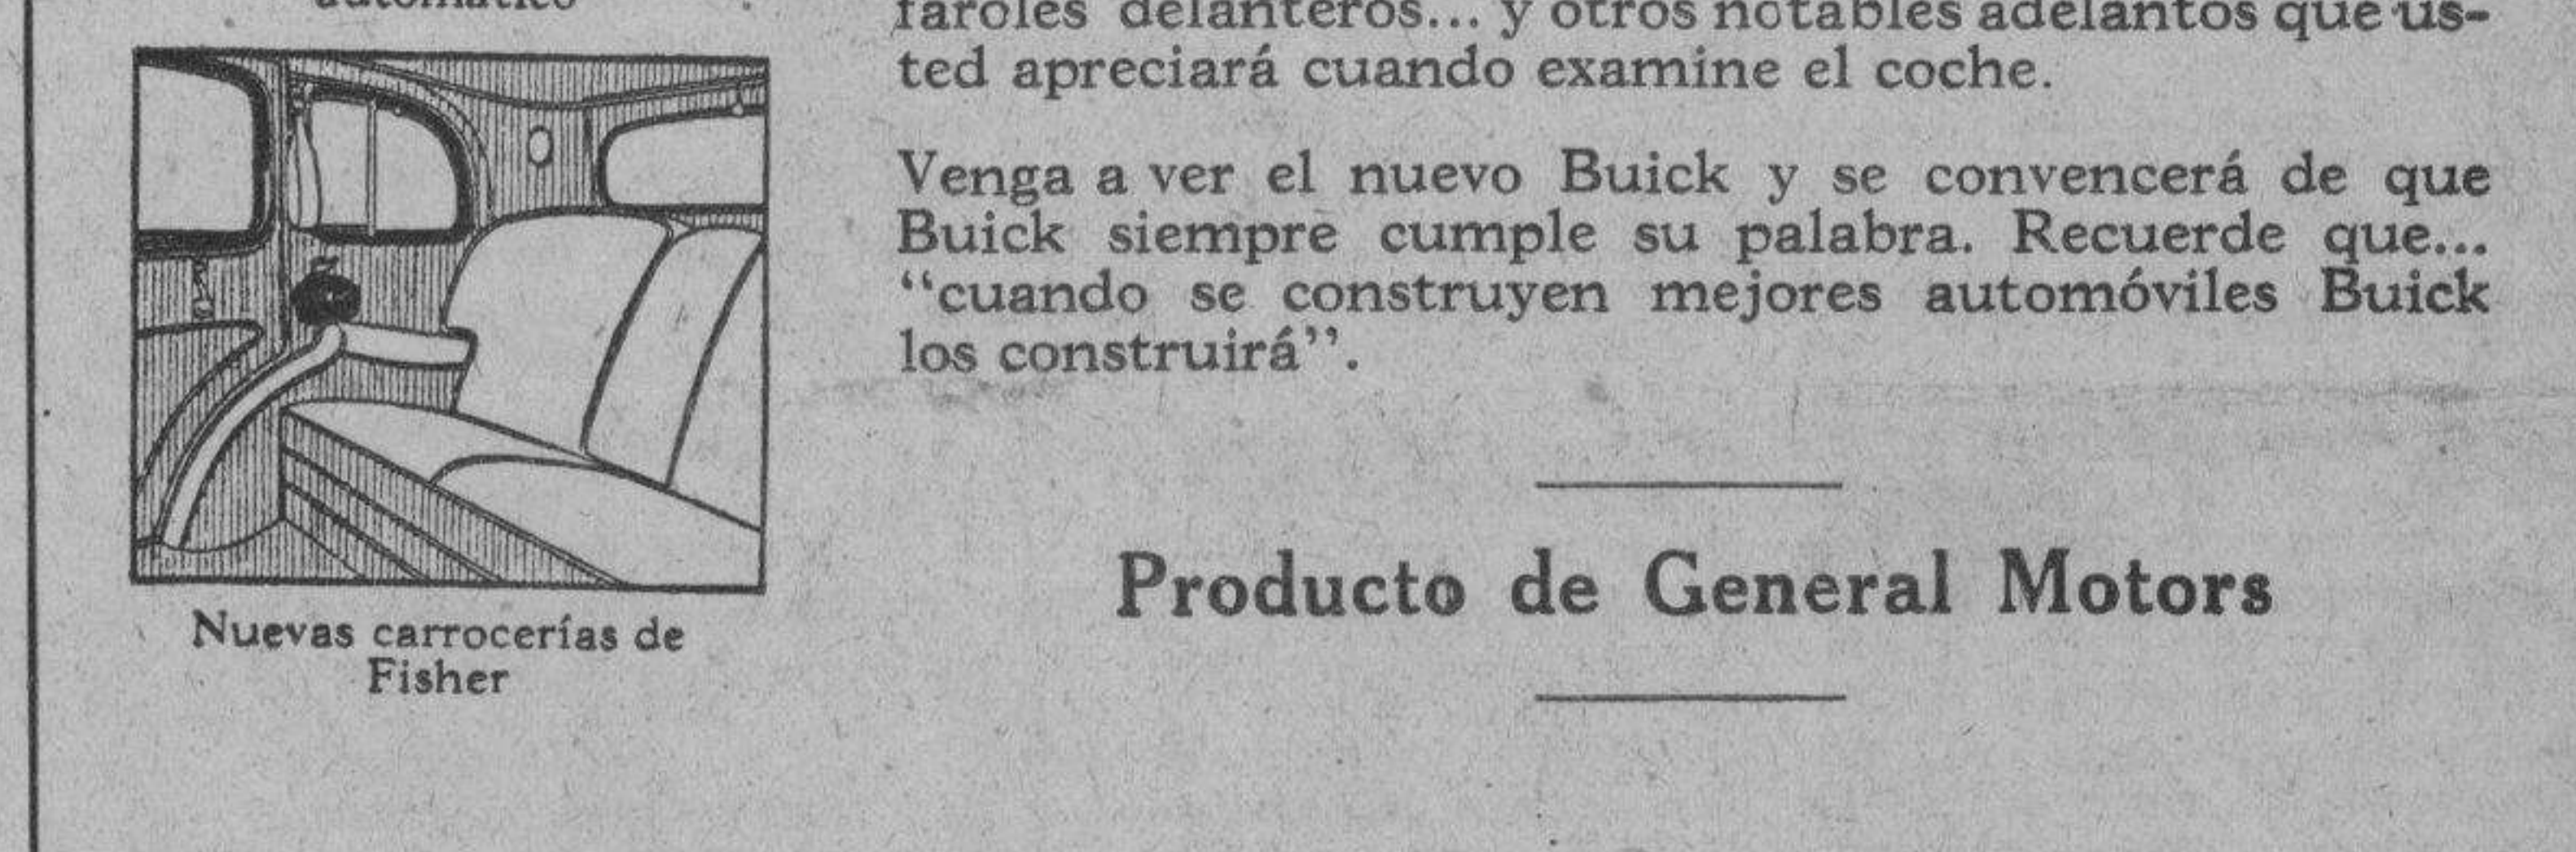 automático
faroles delanteros... y otros notables adelantos que us-
ted apreciará cuando examine el coche.
Venga a ver el nuevo Buick y se convencerá de que
Buick siempre cumple su palabra. Recuerde que...
“cuando se construyen mejores automóviles Buick
los construirá”.
Producto de General Motors
Nuevas carrocerías de
Fisher